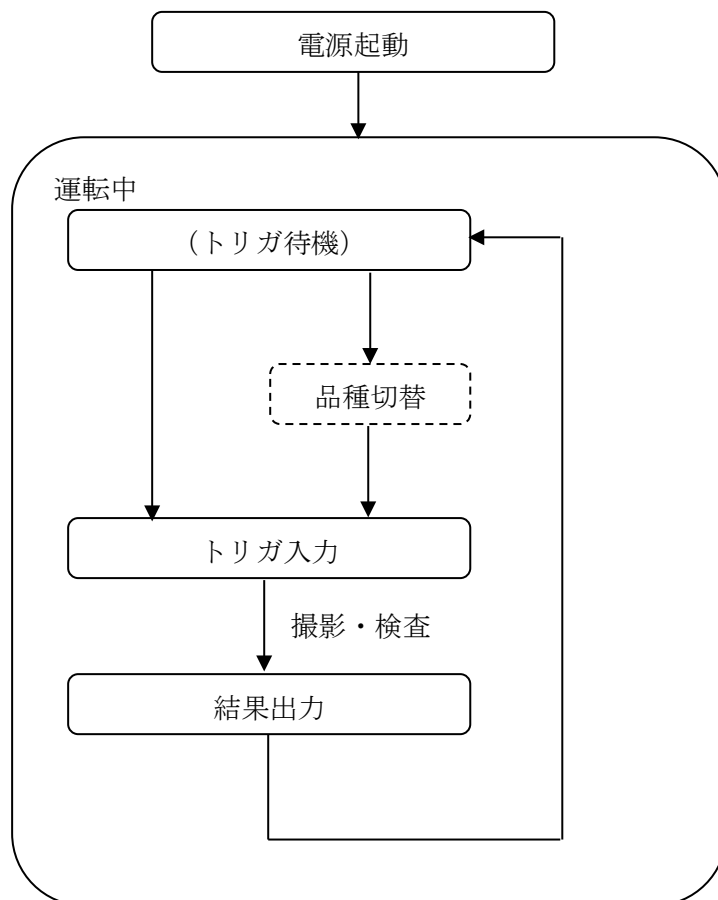 電源起動
運転中
（トリガ待機）
品種切替
トリガ入力
撮影・検査
結果出力